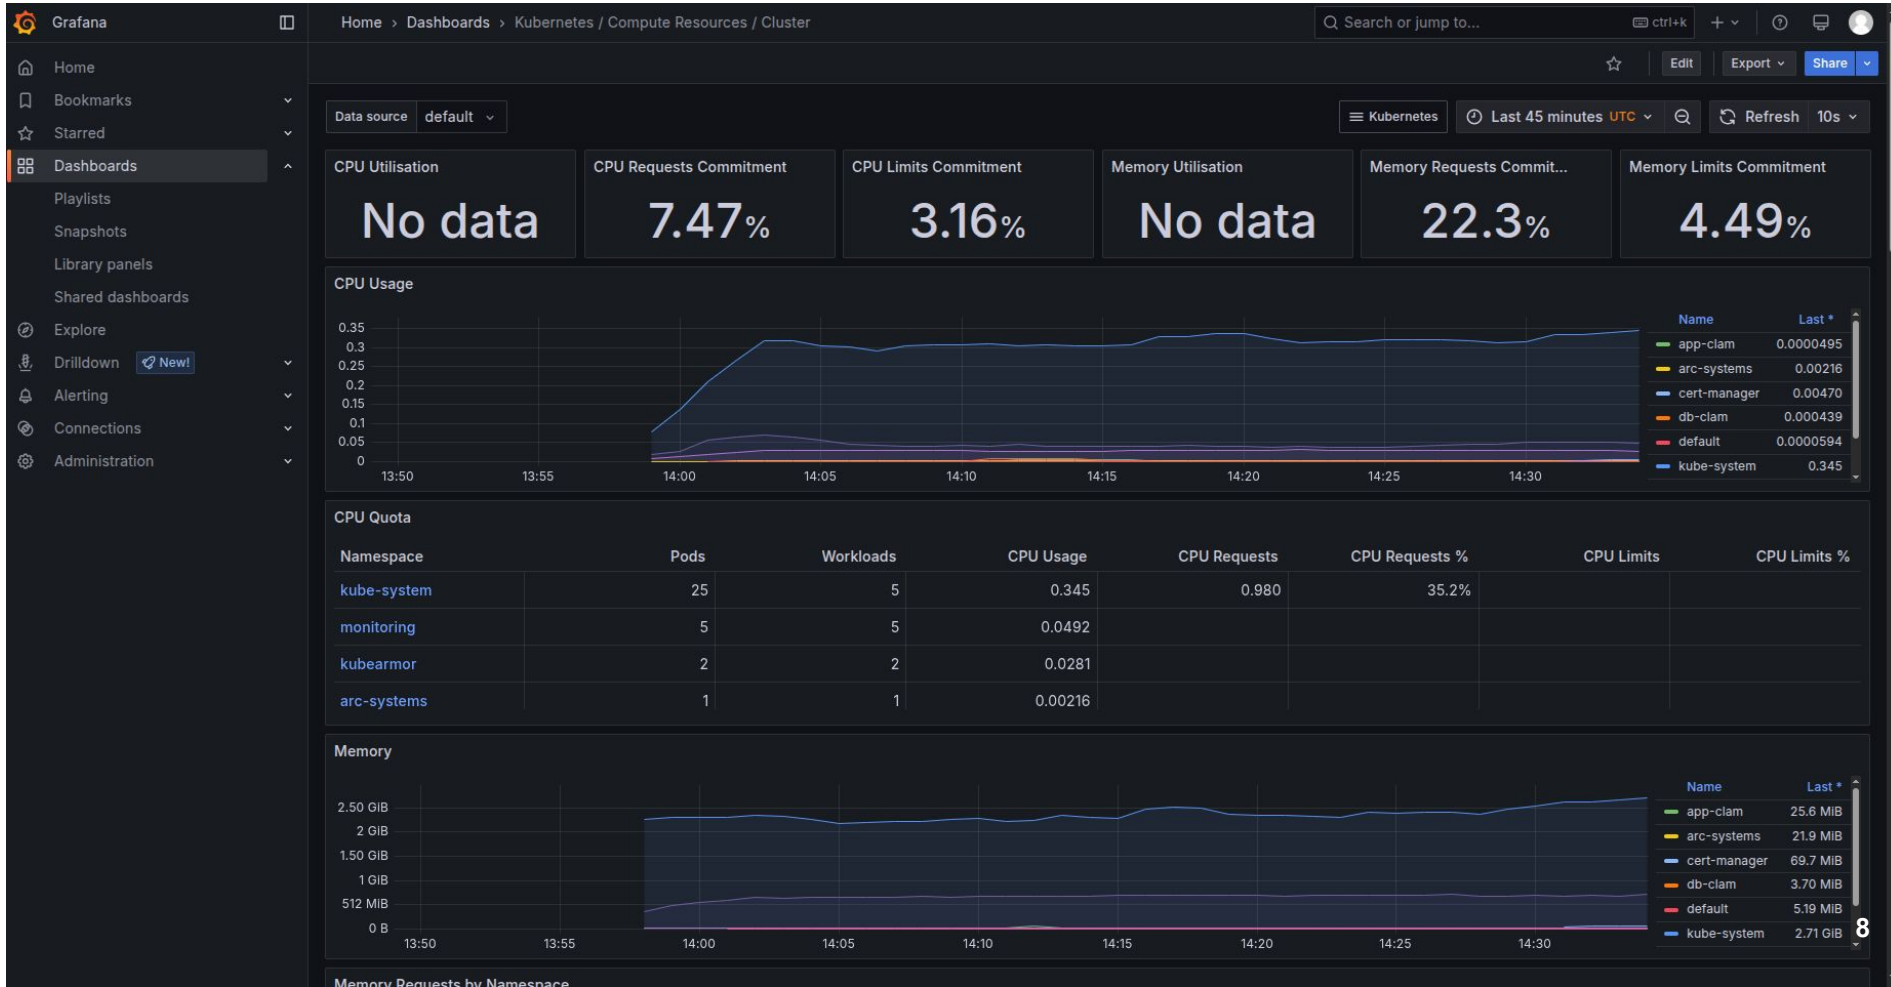 Grafana
Home › Dashboards › Kubernetes / Compute Resources / Cluster
Search or jump to...
ctrl+k
Edit
Export
Share
Home
Bookmarks
Starred
Dashboards
Playlists
Snapshots
Library panels
Shared dashboards
Explore
Drilldown New!
Alerting
Connections
Administration
Data source default
Kubernetes
Last 45 minutes UTC
Refresh 10s
CPU Utilisation
No data
CPU Requests Commitment
7.47%
CPU Limits Commitment
3.16%
Memory Utilisation
No data
Memory Requests Commit...
22.3%
Memory Limits Commitment
4.49%
CPU Usage
0.35
0.3
0.25
0.2
0.15
0.1
0.05
0
13:50 13:55 14:00 14:05 14:10 14:15 14:20 14:25 14:30
Name Last *
app-clam 0.0000495
arc-systems 0.00216
cert-manager 0.00470
db-clam 0.000439
default 0.0000594
kube-system 0.345
CPU Quota
Namespace Pods Workloads CPU Usage CPU Requests CPU Requests % CPU Limits CPU Limits %
kube-system 25 5 0.345 0.980 35.2%
monitoring 5 5 0.0492
kubearmor 2 2 0.0281
arc-systems 1 1 0.00216
Memory
2.50 GiB
2 GiB
1.50 GiB
1 GiB
512 MiB
0 B
13:50 13:55 14:00 14:05 14:10 14:15 14:20 14:25 14:30
Name Last *
app-clam 25.6 MiB
arc-systems 21.9 MiB
cert-manager 69.7 MiB
db-clam 3.70 MiB
default 5.19 MiB
kube-system 2.71 GiB
8
Memory Requests by Namespace